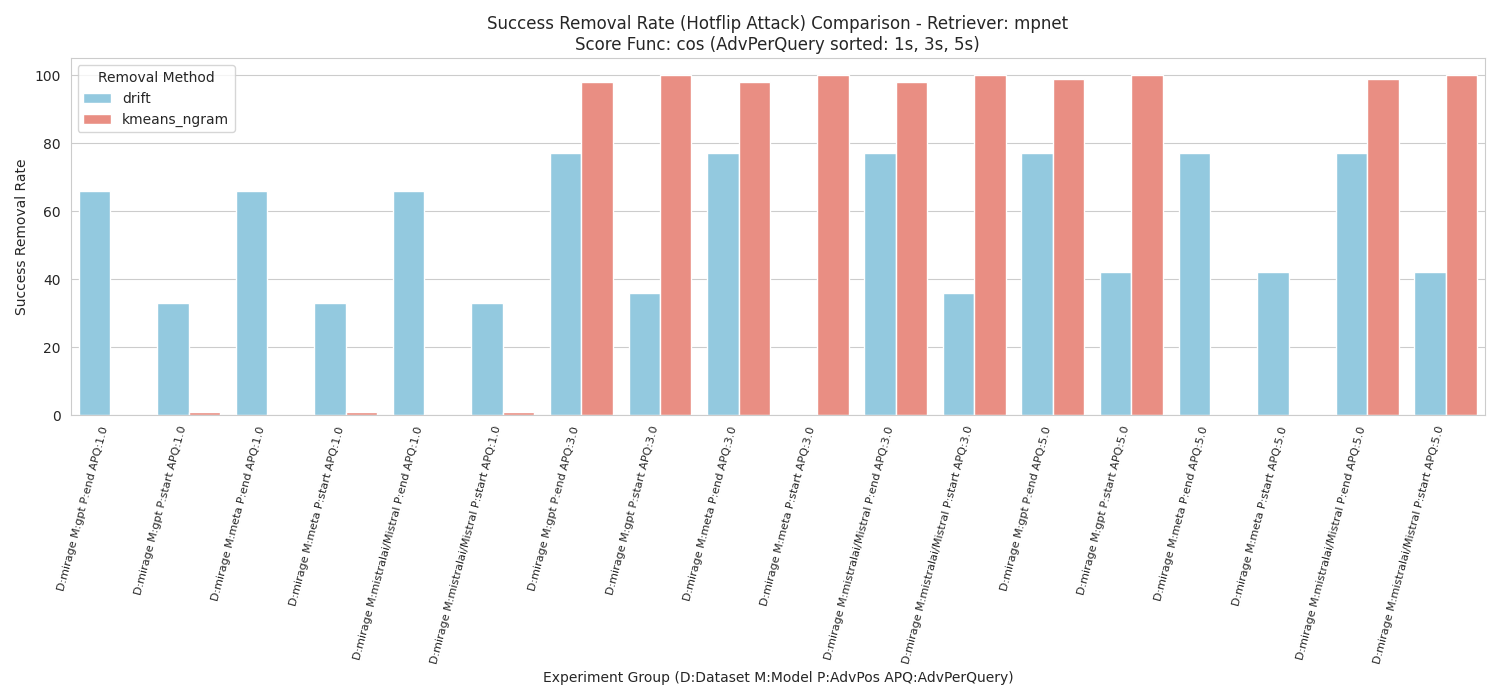 Success Removal Rate (Hotflip Attack) Comparison - Retriever: mpnet
Score Func: cos (AdvPerQuery sorted: 1s, 3s, 5s)
Removal Method
drift
kmeans_ngram
Success Removal Rate
100
80
60
40
20
0
D:mirage M:gpt P:end APQ:1.0
D:mirage M:gpt P:start APQ:1.0
D:mirage M:meta P:end APQ:1.0
D:mirage M:meta P:start APQ:1.0
D:mirage M:mistralai/Mistral P:end APQ:1.0
D:mirage M:mistralai/Mistral P:start APQ:1.0
D:mirage M:gpt P:end APQ:3.0
D:mirage M:gpt P:start APQ:3.0
D:mirage M:meta P:end APQ:3.0
D:mirage M:meta P:start APQ:3.0
D:mirage M:mistralai/Mistral P:end APQ:3.0
D:mirage M:mistralai/Mistral P:start APQ:3.0
D:mirage M:gpt P:end APQ:5.0
D:mirage M:gpt P:start APQ:5.0
D:mirage M:meta P:end APQ:5.0
D:mirage M:meta P:start APQ:5.0
D:mirage M:mistralai/Mistral P:end APQ:5.0
D:mirage M:mistralai/Mistral P:start APQ:5.0
Experiment Group (D:Dataset M:Model P:AdvPos APQ:AdvPerQuery)